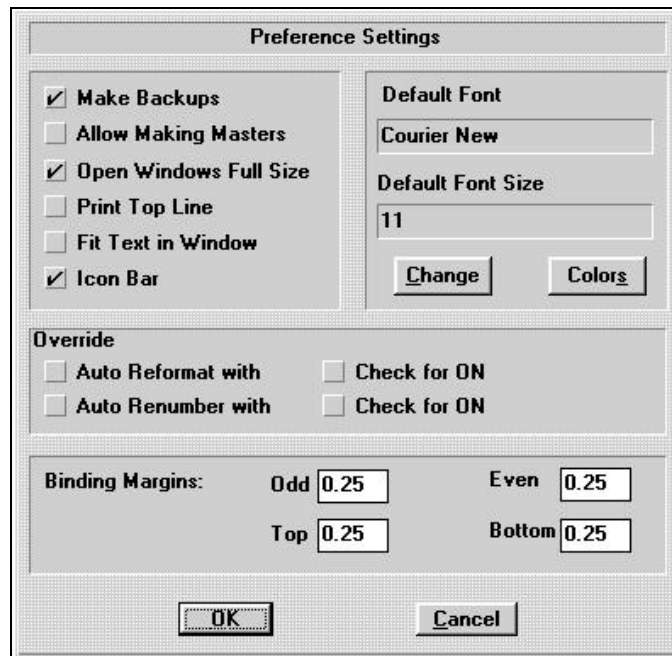 Preference Settings
Make Backups
Allow Making Masters
Open Windows Full Size
Print Top Line
Fit Text in Window
Icon Bar
Default Font
Courier New
Default Font Size
11
Change Colors
Override
Auto Reformat with Check for ON
Auto Renumber with Check for ON
Binding Margins: Odd 0.25 Even 0.25
Top 0.25 Bottom 0.25
OK Cancel